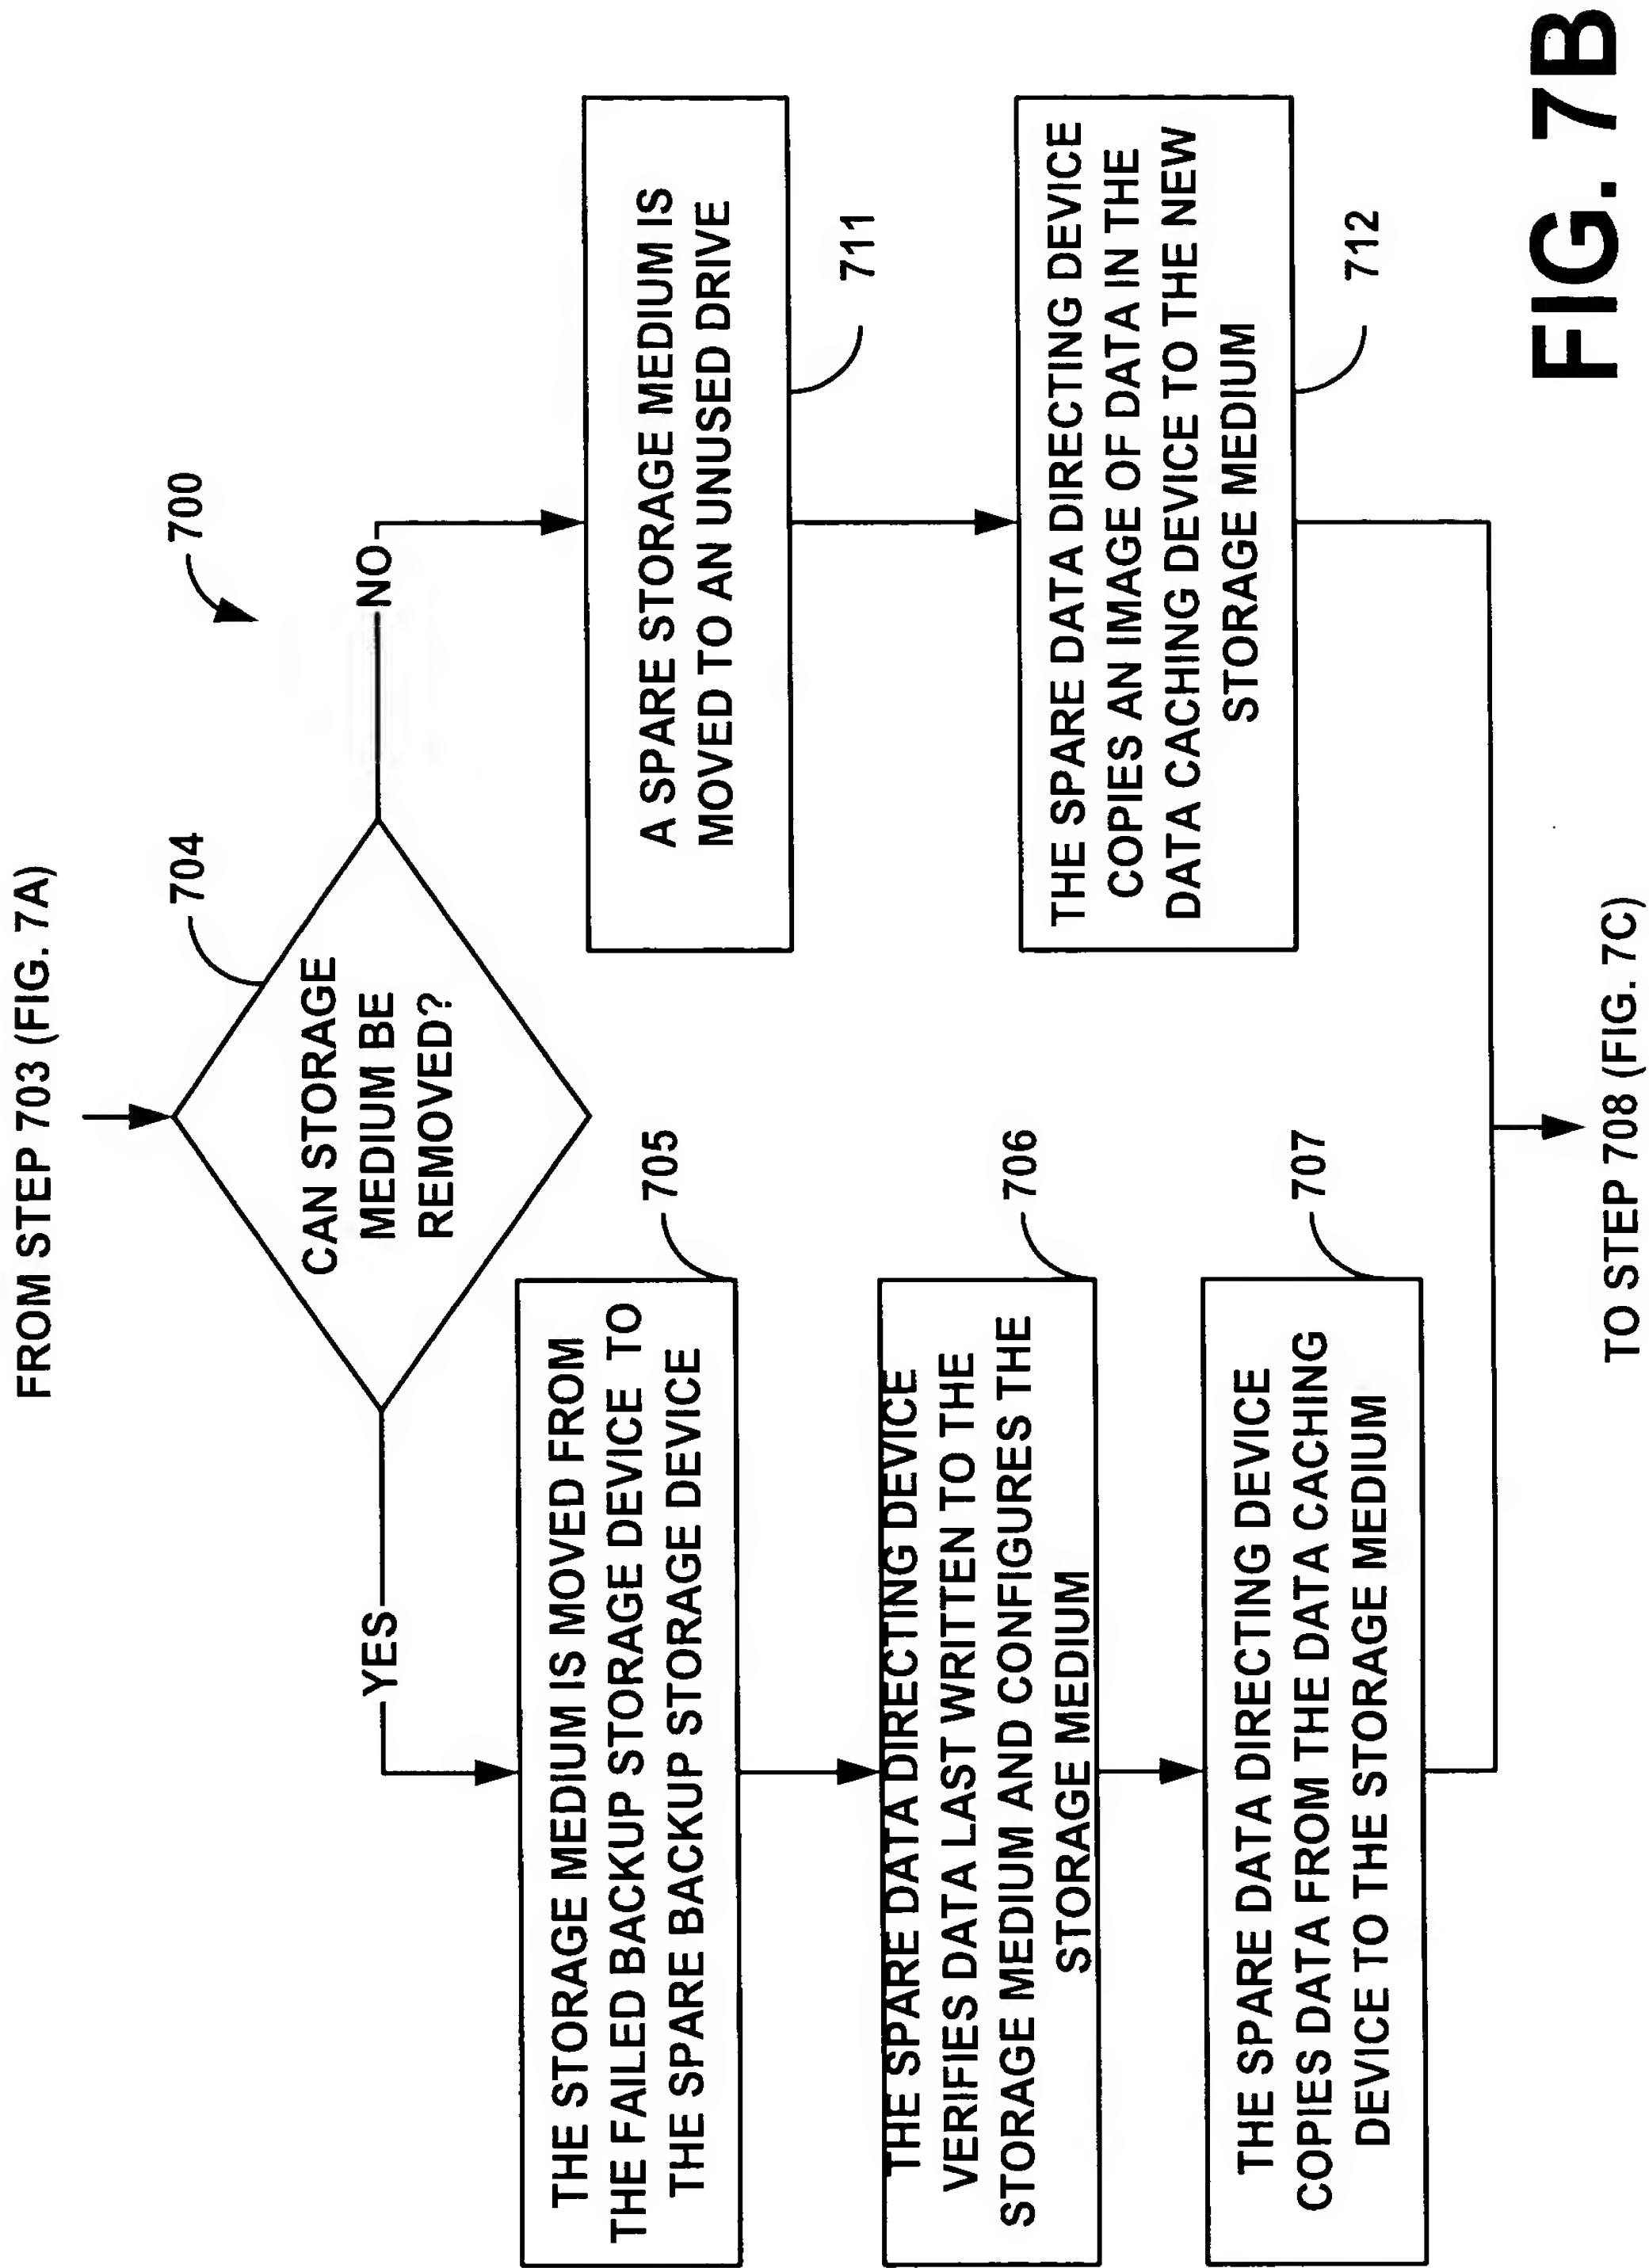 FROM STEP 703 (FIG. 7A)
700
704
CAN STORAGE
MEDIUM BE
REMOVED?
YES
NO
705
THE STORAGE MEDIUM IS MOVED FROM
THE FAILED BACKUP STORAGE DEVICE TO
THE SPARE BACKUP STORAGE DEVICE
706
THE SPARE DATA DIRECTING DEVICE
VERIFIES DATA LAST WRITTEN TO THE
STORAGE MEDIUM AND CONFIGURES THE
STORAGE MEDIUM
707
THE SPARE DATA DIRECTING DEVICE
COPIES DATA FROM THE DATA CACHING
DEVICE TO THE STORAGE MEDIUM
A SPARE STORAGE MEDIUM IS
MOVED TO AN UNUSED DRIVE
711
THE SPARE DATA DIRECTING DEVICE
COPIES AN IMAGE OF DATA IN THE
DATA CACHING DEVICE TO THE NEW
STORAGE MEDIUM
712
TO STEP 708 (FIG. 7C)
FIG. 7B